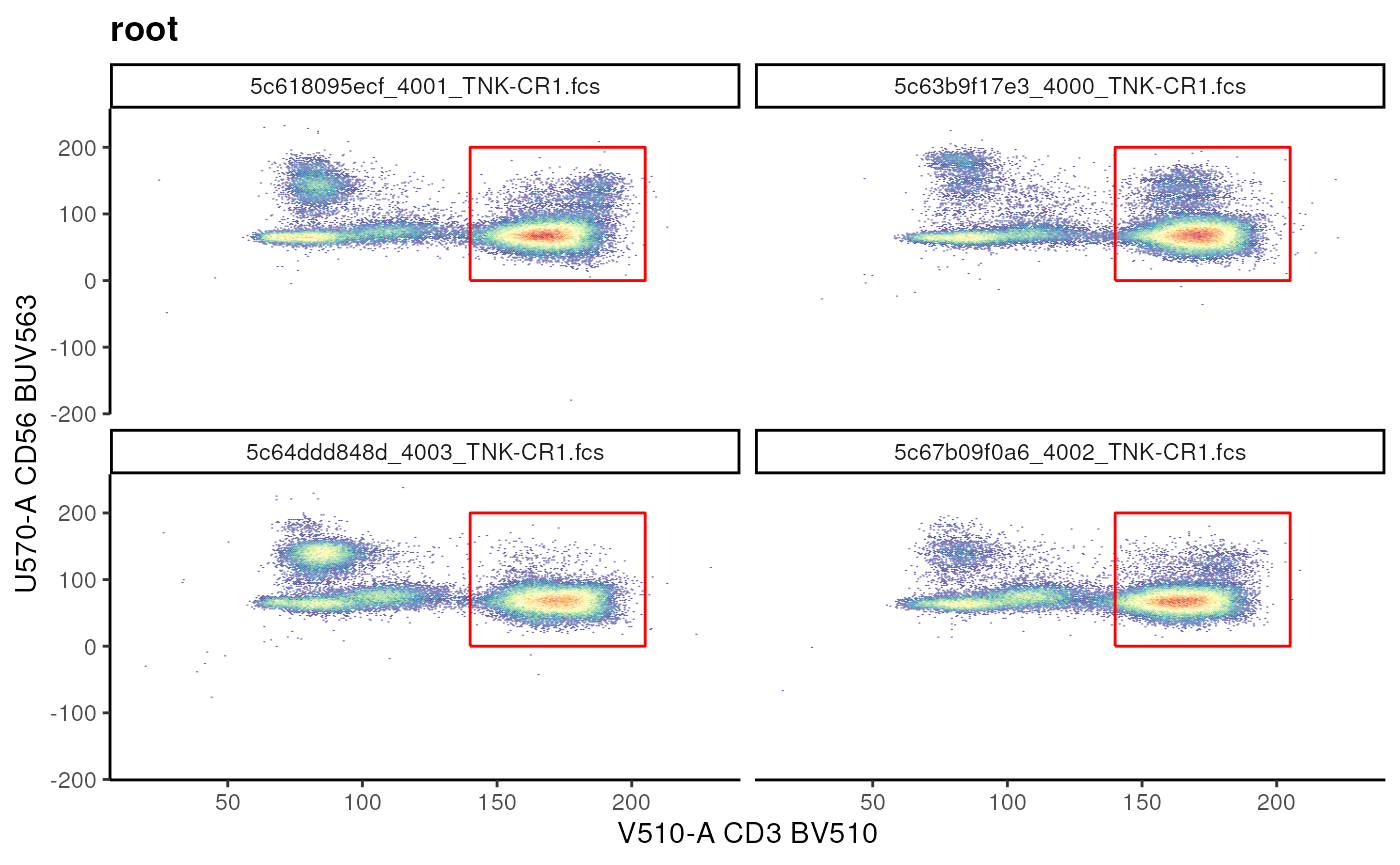 root
5c618095ecf_4001_TNK-CR1.fcs
5c63b9f17e3_4000_TNK-CR1.fcs
200
100
0
-100
-200
5c64ddd848d_4003_TNK-CR1.fcs
5c67b09f0a6_4002_TNK-CR1.fcs
200
100
0
-100
-200
50 100 150 200
50 100 150 200
V510-A CD3 BV510
U570-A CD56 BUV563